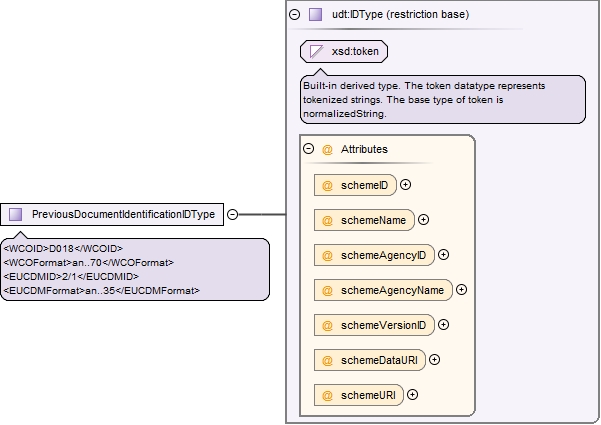 udt:IDType (restriction base)
xsd:token
Built-in derived type. The token datatype represents
tokenized strings. The base type of token is
normalizedString.
@ Attributes
@ schemeID
@ schemeName
@ schemeAgencyID
@ schemeAgencyName
@ schemeVersionID
@ schemeDataURI
@ schemeURI
PreviousDocumentIdentificationIDType
<WCOID>D018</WCOID>
<WCOFormat>an..70</WCOFormat>
<EUCDMID>2/1</EUCDMID>
<EUCDMFormat>an..35</EUCDMFormat>